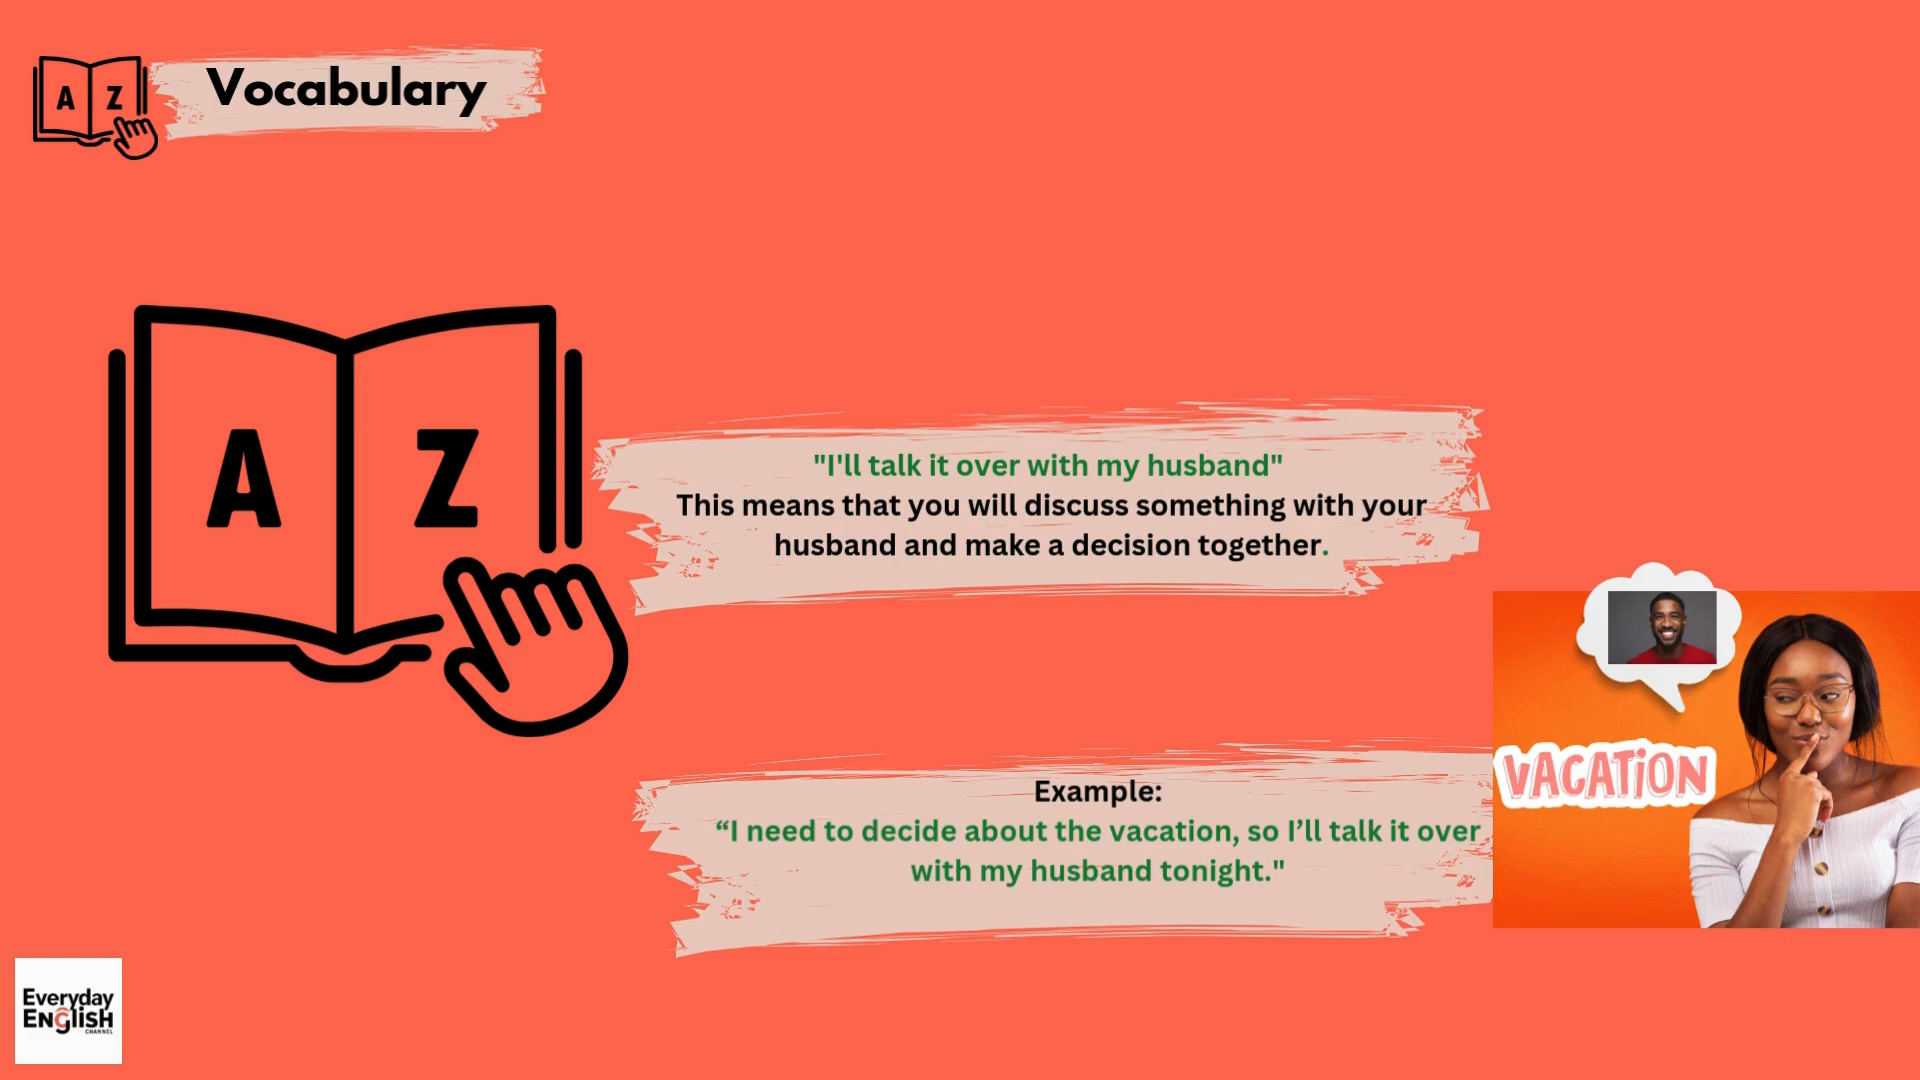 A Z
Vocabulary
A Z
"I'll talk it over with my husband"
This means that you will discuss something with your
husband and make a decision together.
VACATiON
Example:
“I need to decide about the vacation, so I’ll talk it over
with my husband tonight."
Everyday
ENglisH
CHANNEL